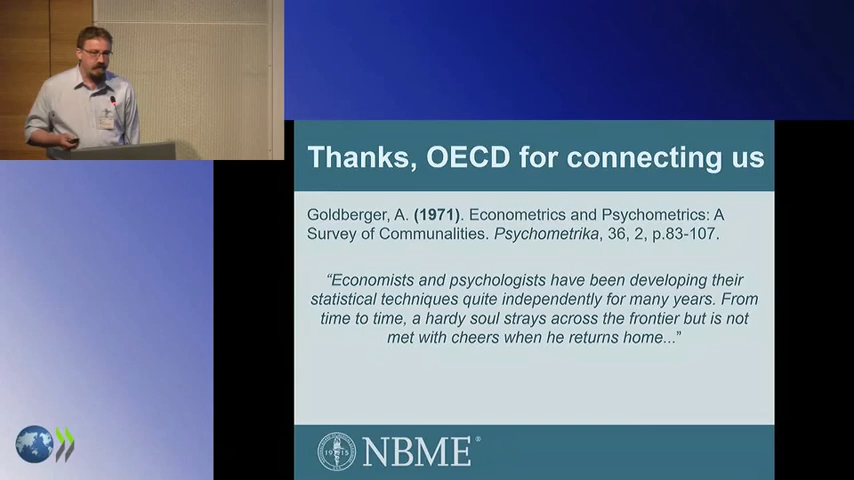 Thanks, OECD for connecting us
Goldberger, A. (1971). Econometrics and Psychometrics: A
Survey of Communalities. Psychometrika, 36, 2, p.83-107.
“Economists and psychologists have been developing their
statistical techniques quite independently for many years. From
time to time, a hardy soul strays across the frontier but is not
met with cheers when he returns home...”
NBME®